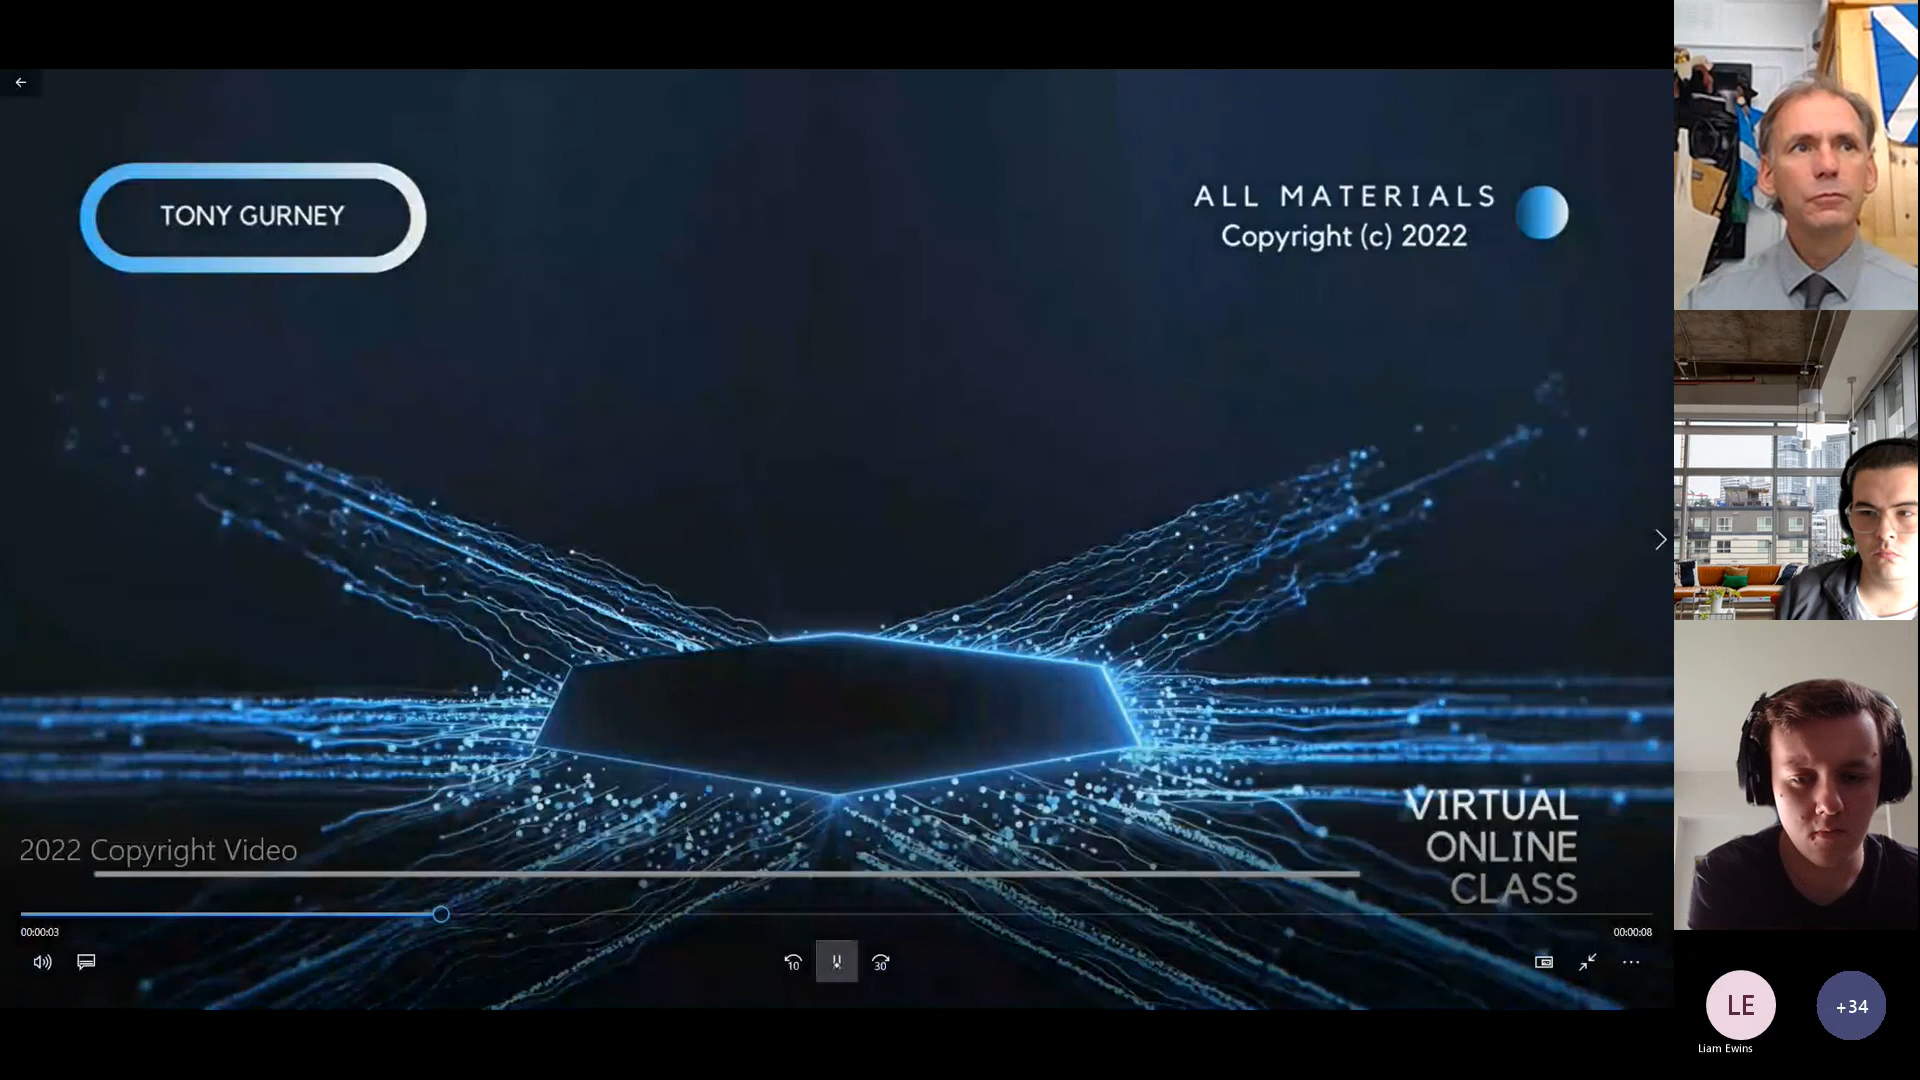 TONY GURNEY
ALL MATERIALS
Copyright (c) 2022
VIRTUAL
ONLINE
CLASS
2022 Copyright Video
00:00:03
00:00:08
10
30
LE
+34
Liam Ewins